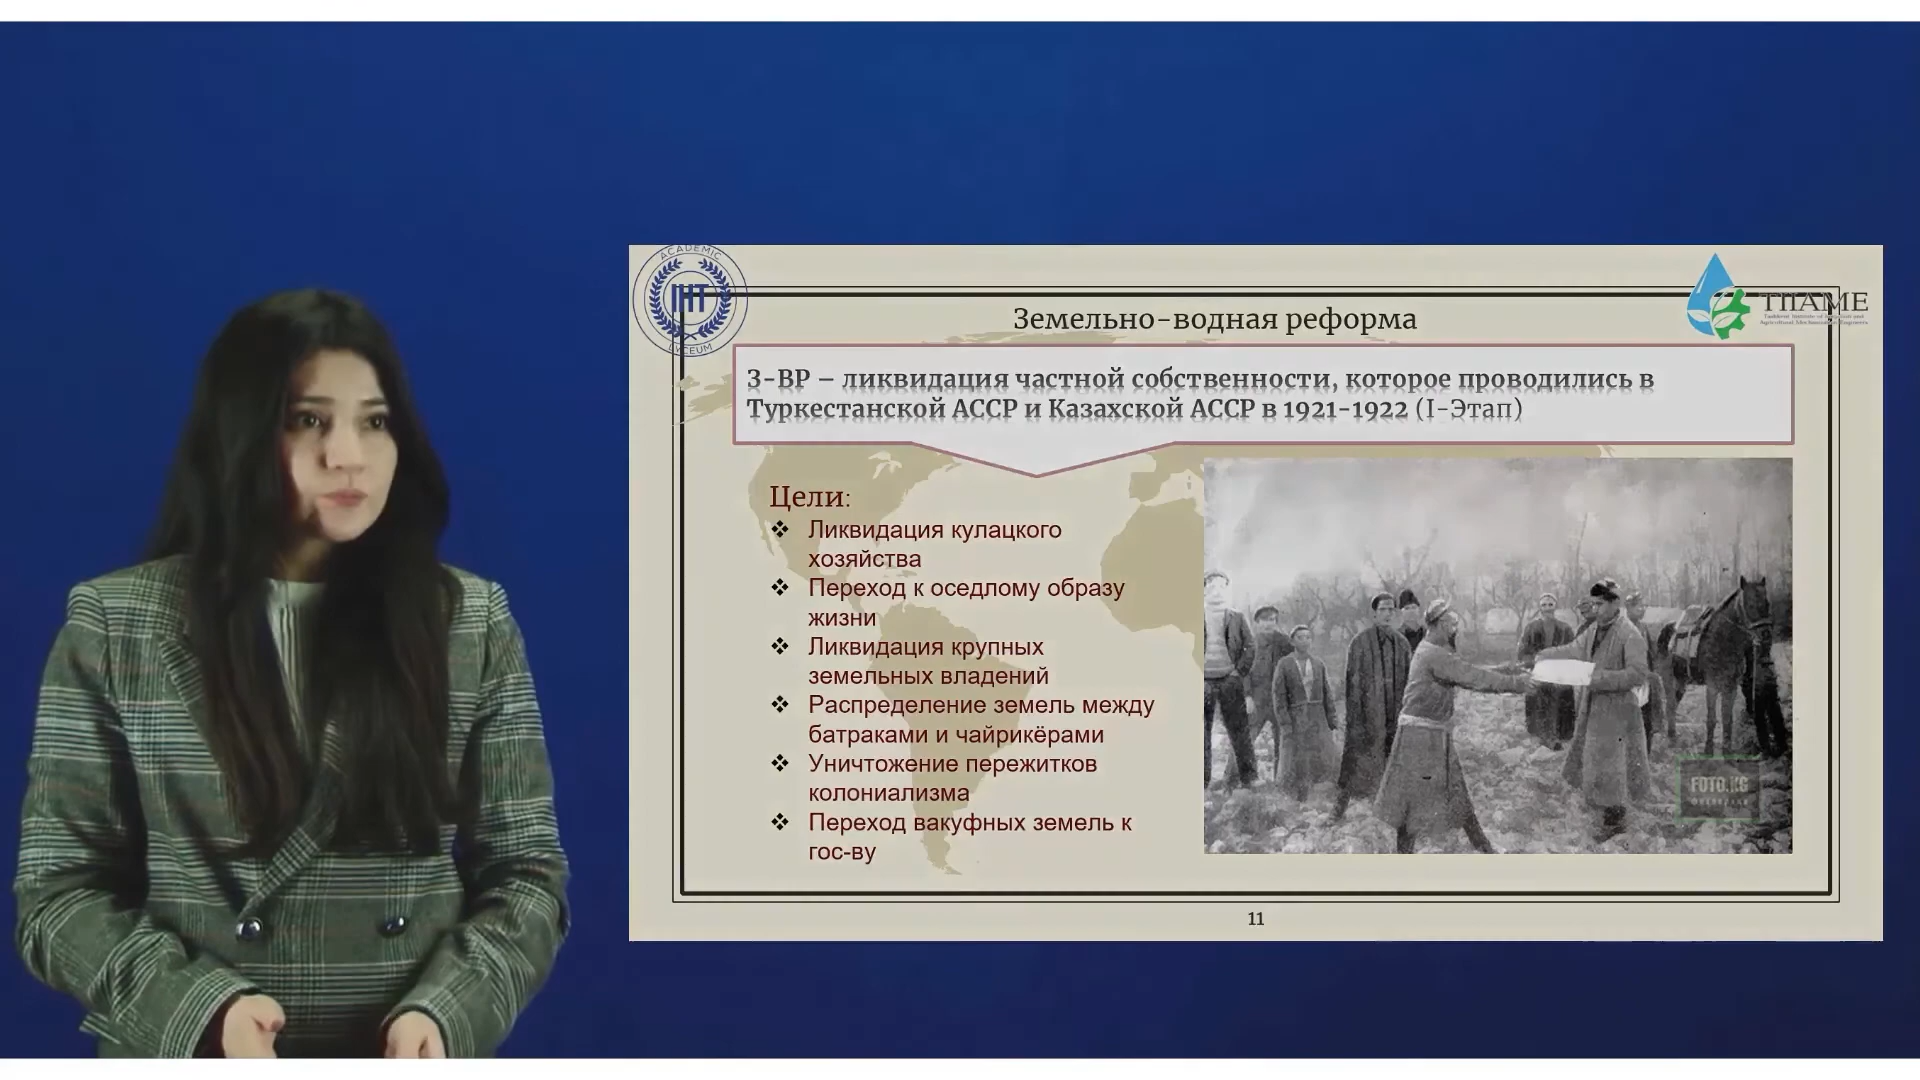 ACADEMIC
IHT
LYCEUM
TIIAME
Земельно-водная реформа
З-ВР – ликвидация частной собственности, которое проводились в
Туркестанской АССР и Казахской АССР в 1921-1922 (I-Этап)
Цели:
❖ Ликвидация кулацкого
хозяйства
❖ Переход к оседлому образу
жизни
❖ Ликвидация крупных
земельных владений
❖ Распределение земель между
батраками и чайрикёрами
❖ Уничтожение пережитков
колониализма
❖ Переход вакуфных земель к
гос-ву
FOTO.KG
11